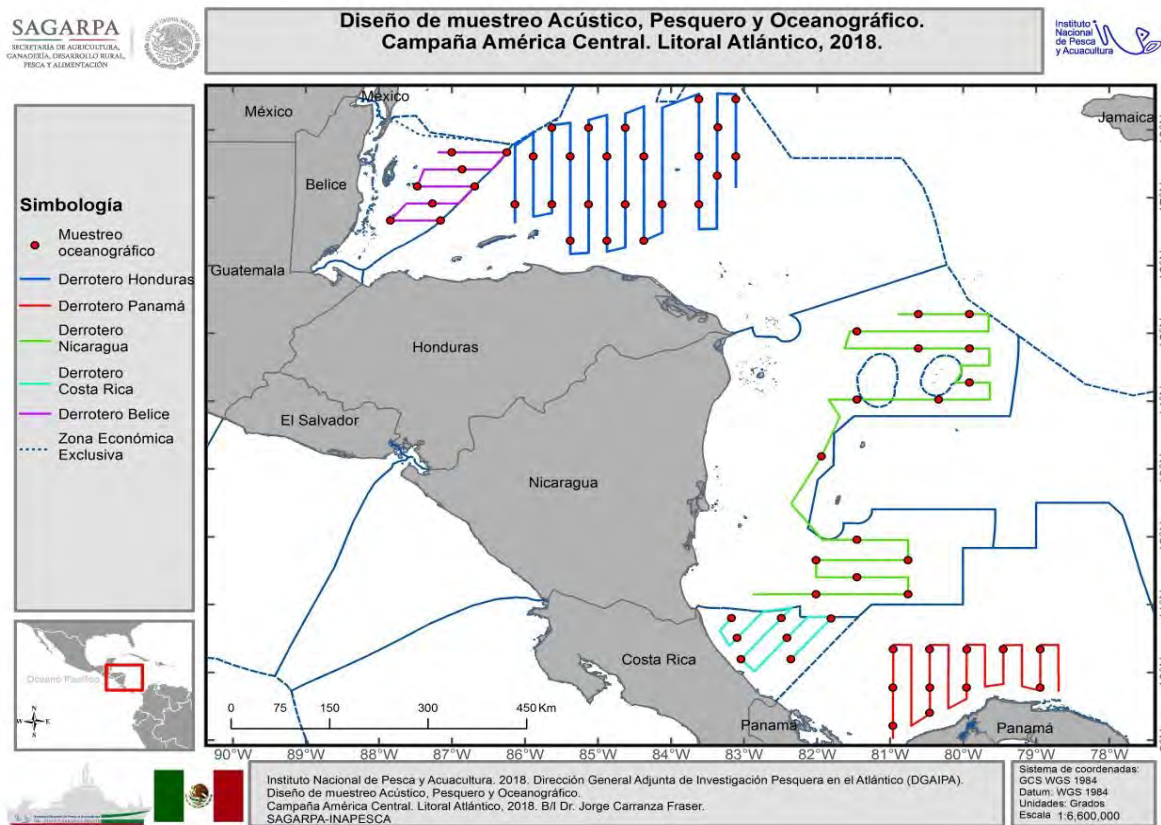 SAGARPA
SECRETARÍA DE AGRICULTURA,
GANADERÍA, DESARROLLO RURAL,
PESCA Y ALIMENTACIÓN
Diseño de muestreo Acústico, Pesquero y Oceanográfico.
Campaña América Central. Litoral Atlántico, 2018.
Instituto
Nacional
de Pesca
y Acuacultura
Simbología
Muestreo
oceanográfico
Derrotero Honduras
Derrotero Panamá
Derrotero
Nicaragua
Derrotero
Costa Rica
Derrotero Belice
Zona Económica
Exclusiva
México
México
Jamaica
Belice
Guatemala
Honduras
El Salvador
Nicaragua
Costa Rica
Panamá
Panamá
0 75 150 300 450 Km
90°W 89°W 88°W 87°W 86°W 85°W 84°W 83°W 82°W 81°W 80°W 79°W 78°W
Océano Pacífico
N
W E
S
Instituto Nacional de Pesca y Acuacultura. 2018. Dirección General Adjunta de Investigación Pesquera en el Atlántico (DGAIPA).
Diseño de muestreo Acústico, Pesquero y Oceanográfico.
Campaña América Central. Litoral Atlántico, 2018. B/I Dr. Jorge Carranza Fraser.
SAGARPA-INAPESCA
Sistema de coordenadas:
GCS WGS 1984
Datum: WGS 1984
Unidades: Grados
Escala 1:6,600,000